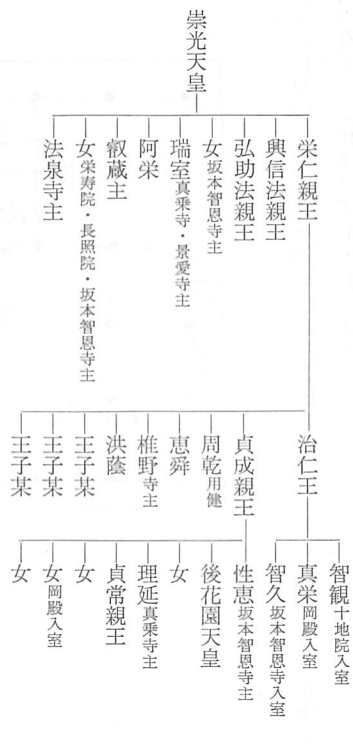 崇光天皇
栄仁親王
興信法親王
弘助法親王
女坂本智恩寺主
瑞室真乗寺・景愛寺主
阿栄
叡蔵主
女栄寿院・長照院・坂本智恩寺主
法泉寺主
治仁王
貞成親王
周乾用健
恵舜
椎野寺主
洪蔭
王子某
王子某
王子某
智観十地院入室
真栄岡殿入室
智久坂本智恩寺入室
性恵坂本智恩寺主
後花園天皇
女
理延真乗寺主
貞常親王
女
女岡殿入室
女